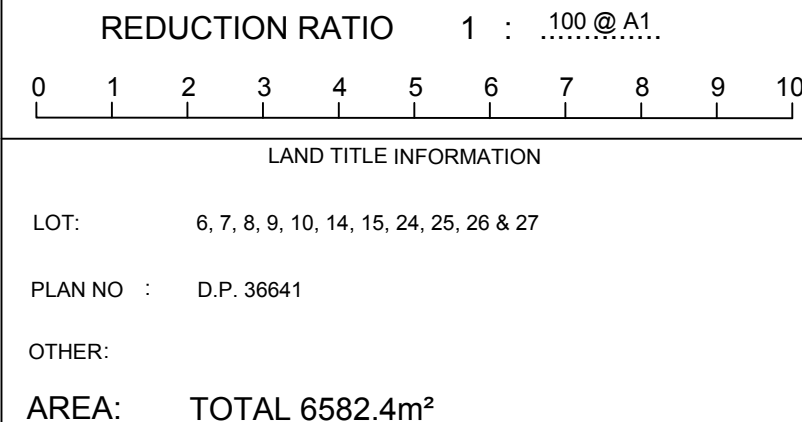 REDUCTION RATIO 1 : 100 @ A1
0 1 2 3 4 5 6 7 8 9 10
LAND TITLE INFORMATION
LOT: 6, 7, 8, 9, 10, 14, 15, 24, 25, 26 & 27
PLAN NO : D.P. 36641
OTHER:
AREA: TOTAL 6582.4m²